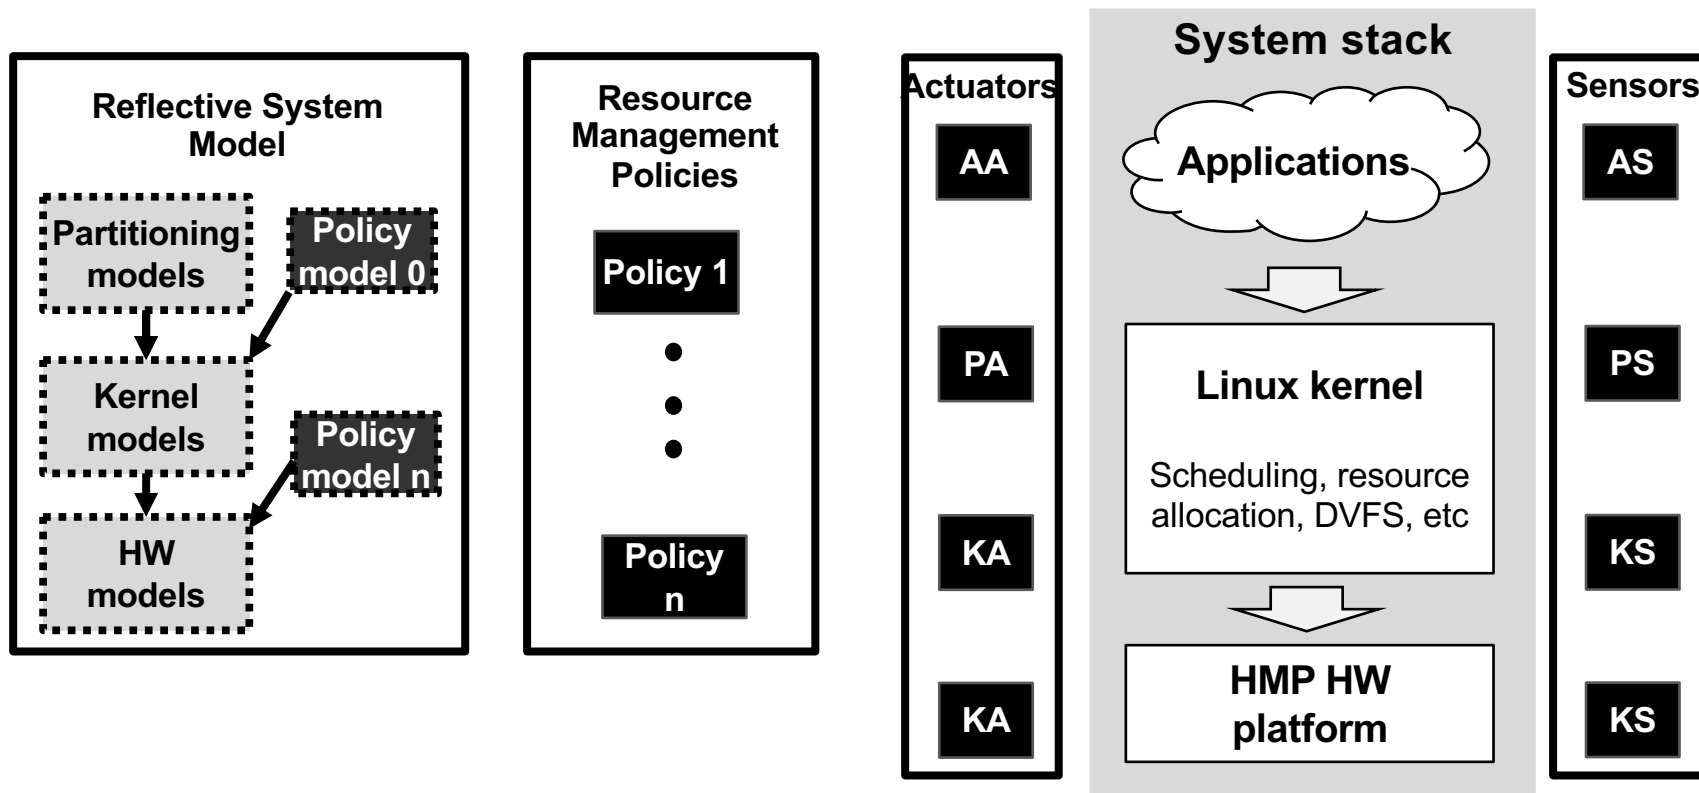 Reflective System
Model
Partitioning
models
Policy
model 0
Kernel
models
Policy
model n
HW
models
Resource
Management
Policies
Policy 1
Policy
n
Actuators
AA
PA
KA
KA
System stack
Applications
Linux kernel
Scheduling, resource
allocation, DVFS, etc
HMP HW
platform
Sensors
AS
PS
KS
KS